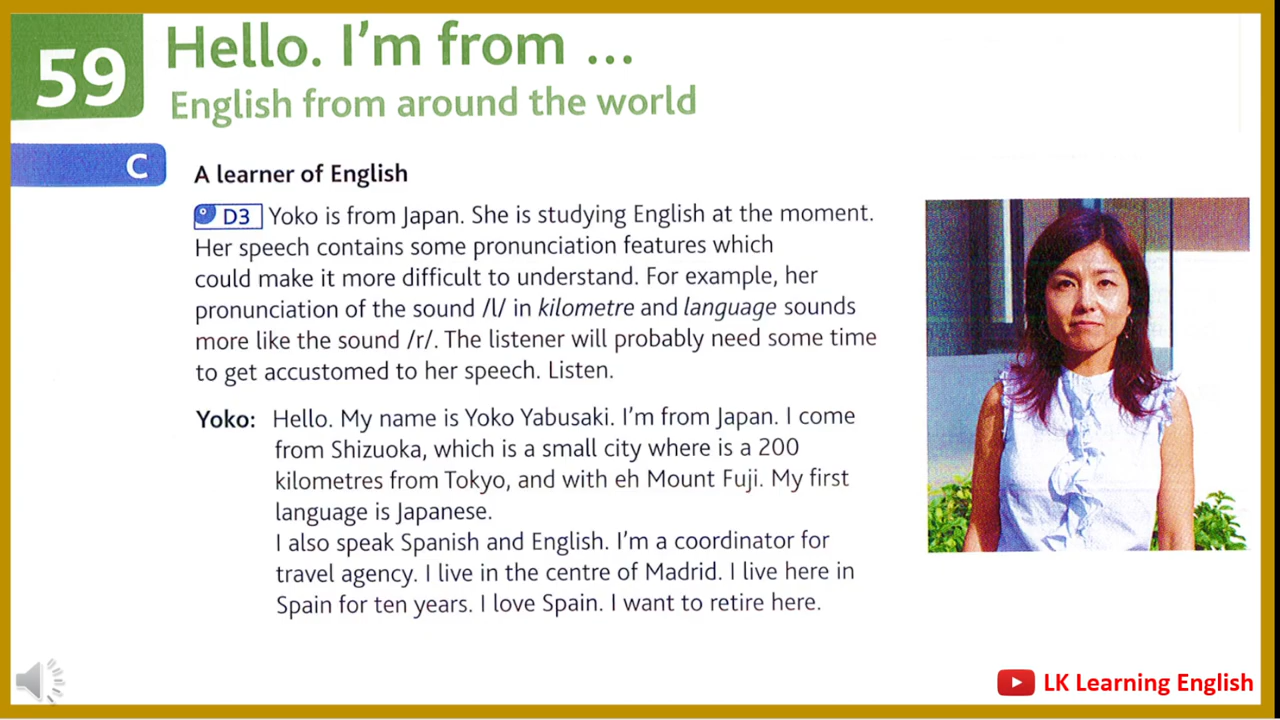 59
Hello. I'm from ...
English from around the world
C
A learner of English
D3 Yoko is from Japan. She is studying English at the moment.
Her speech contains some pronunciation features which
could make it more difficult to understand. For example, her
pronunciation of the sound /l/ in kilometre and language sounds
more like the sound /r/. The listener will probably need some time
to get accustomed to her speech. Listen.
Yoko: Hello. My name is Yoko Yabusaki. I'm from Japan. I come
from Shizuoka, which is a small city where is a 200
kilometres from Tokyo, and with eh Mount Fuji. My first
language is Japanese.
I also speak Spanish and English. I'm a coordinator for
travel agency. I live in the centre of Madrid. I live here in
Spain for ten years. I love Spain. I want to retire here.
LK Learning English